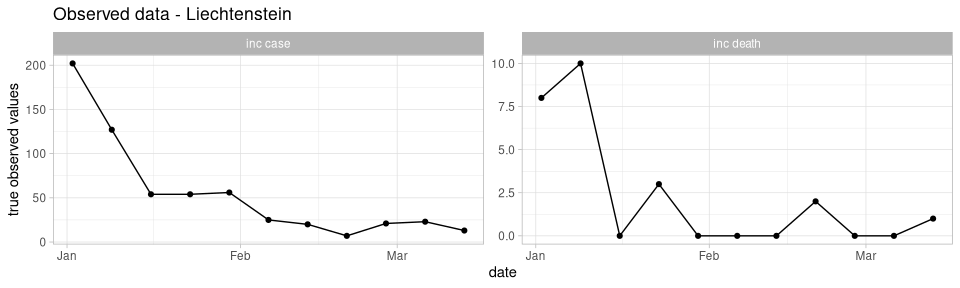 Observed data - Liechtenstein
inc case
inc death
true observed values
200
150
100
50
0
10.0
7.5
5.0
2.5
0.0
Jan
Feb
Mar
Jan
Feb
Mar
date